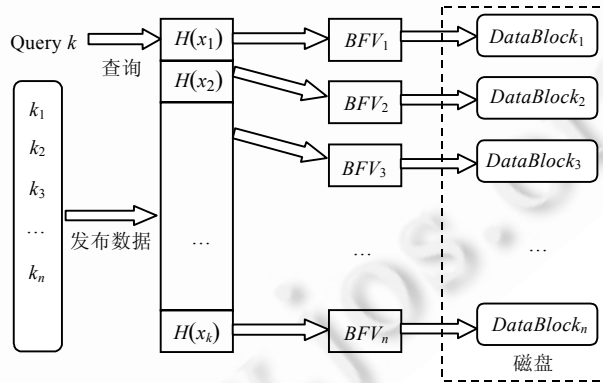 Query k
查询
k₁
k₂
k₃
…
kₙ
发布数据
H(x₁)
H(x₂)
…
H(xₖ)
BFV₁
BFV₂
BFV₃
…
BFVₙ
DataBlock₁
DataBlock₂
DataBlock₃
…
DataBlockₙ
磁盘